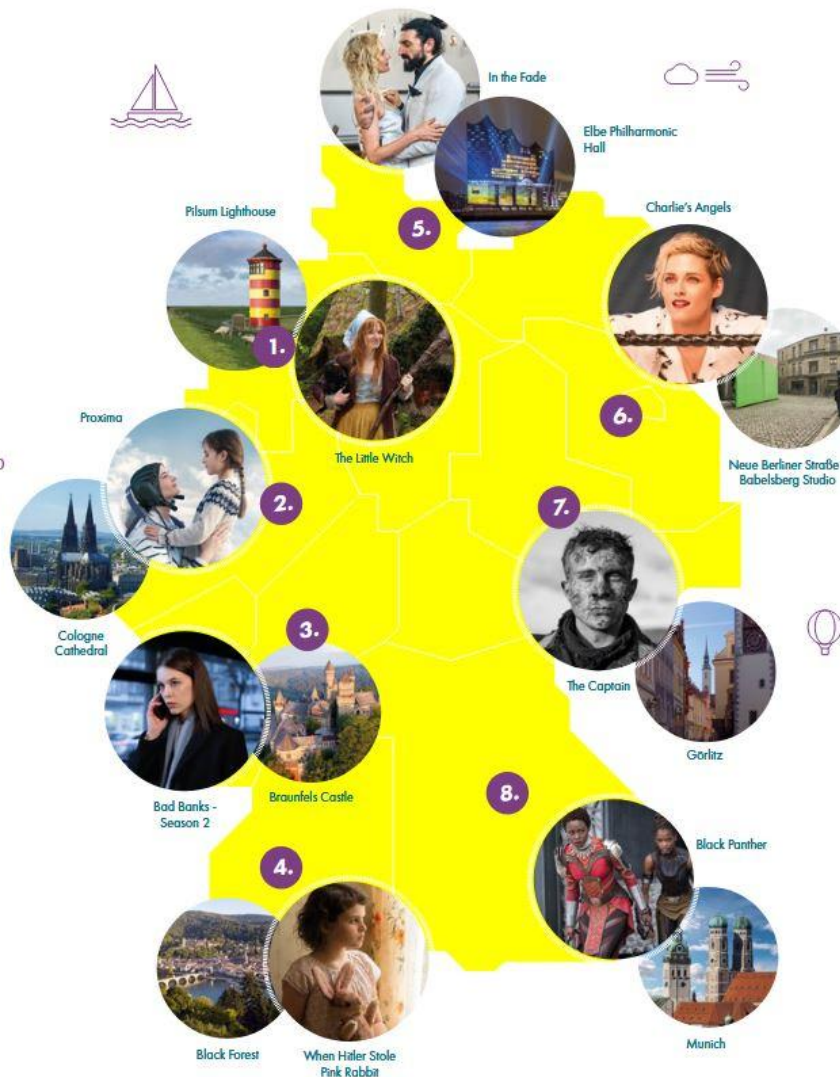 In the Fade
Elbe Philharmonic
Hall
Pilsum Lighthouse
Charlie's Angels
5.
1.
Proxima
The Little Witch
6.
Neue Berliner Straße
Babelsberg Studio
2.
7.
Cologne
Cathedral
3.
The Captain
Görlitz
Bad Banks -
Season 2
Braunfels Castle
8.
Black Panther
4.
Black Forest
When Hitler Stole
Pink Rabbit
Munich